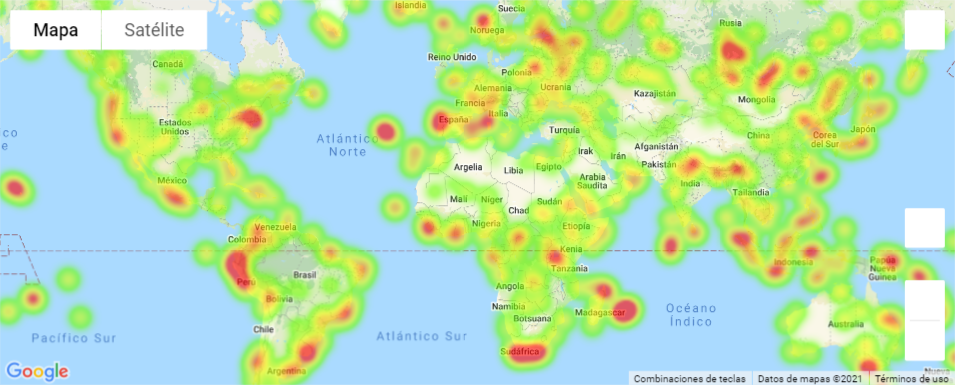 Mapa
Satélite
Islandia
Suecia
Noruega
Rusia
Reino Unido
Canadá
Polonia
Alemania
Ucrania
Kazajistán
Francia
Mongolia
Italia
España
Estados
Unidos
Atlántico
Norte
Turquía
China
Corea
del Sur
Japón
Afganistán
Irak
Irán
Pakistán
Argelia
Libia
Egipto
Arabia
Saudita
India
Tailandia
México
Malí
Níger
Sudán
Chad
Nigeria
Etiopía
Venezuela
Colombia
Kenia
Tanzania
Indonesia
Papúa
Nueva
Guinea
Perú
Brasil
Bolivia
Angola
Namibia
Botsuana
Madagascar
Océano
Índico
Chile
Pacífico Sur
Atlántico Sur
Australia
Sudáfrica
Argentina
Google
Combinaciones de teclas
Datos de mapas ©2021
Términos de uso